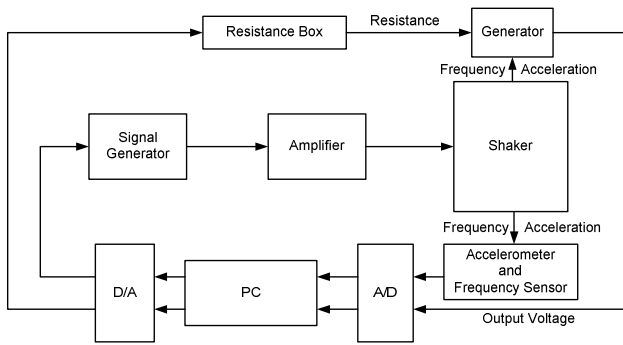 Resistance Box
Resistance
Generator
Frequency
Acceleration
Signal
Generator
Amplifier
Shaker
Frequency
Acceleration
Accelerometer
and
Frequency Sensor
D/A
PC
A/D
Output Voltage